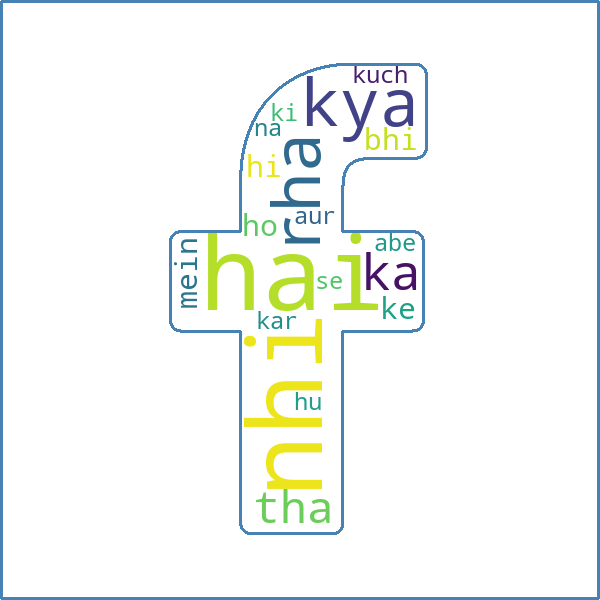 kuch
kya
ki
na
bhi
hi
rha
aur
ho
abe
mein
hai
ka
se
ke
kar
nhi
hu
tha